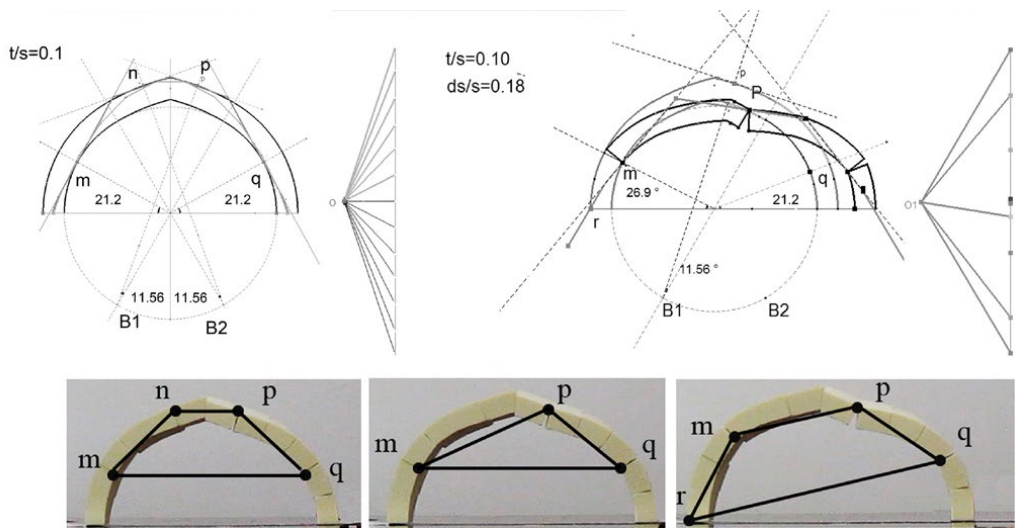 t/s=0.1
n
p
p
m
q
21.2
21.2
11.56
11.56
B1
B2
O
t/s=0.10
ds/s=0.18
p
P
m
q
26.9 °
21.2
r
11.56 °
B1
B2
O1
n
p
m
q
p
m
q
p
m
q
r